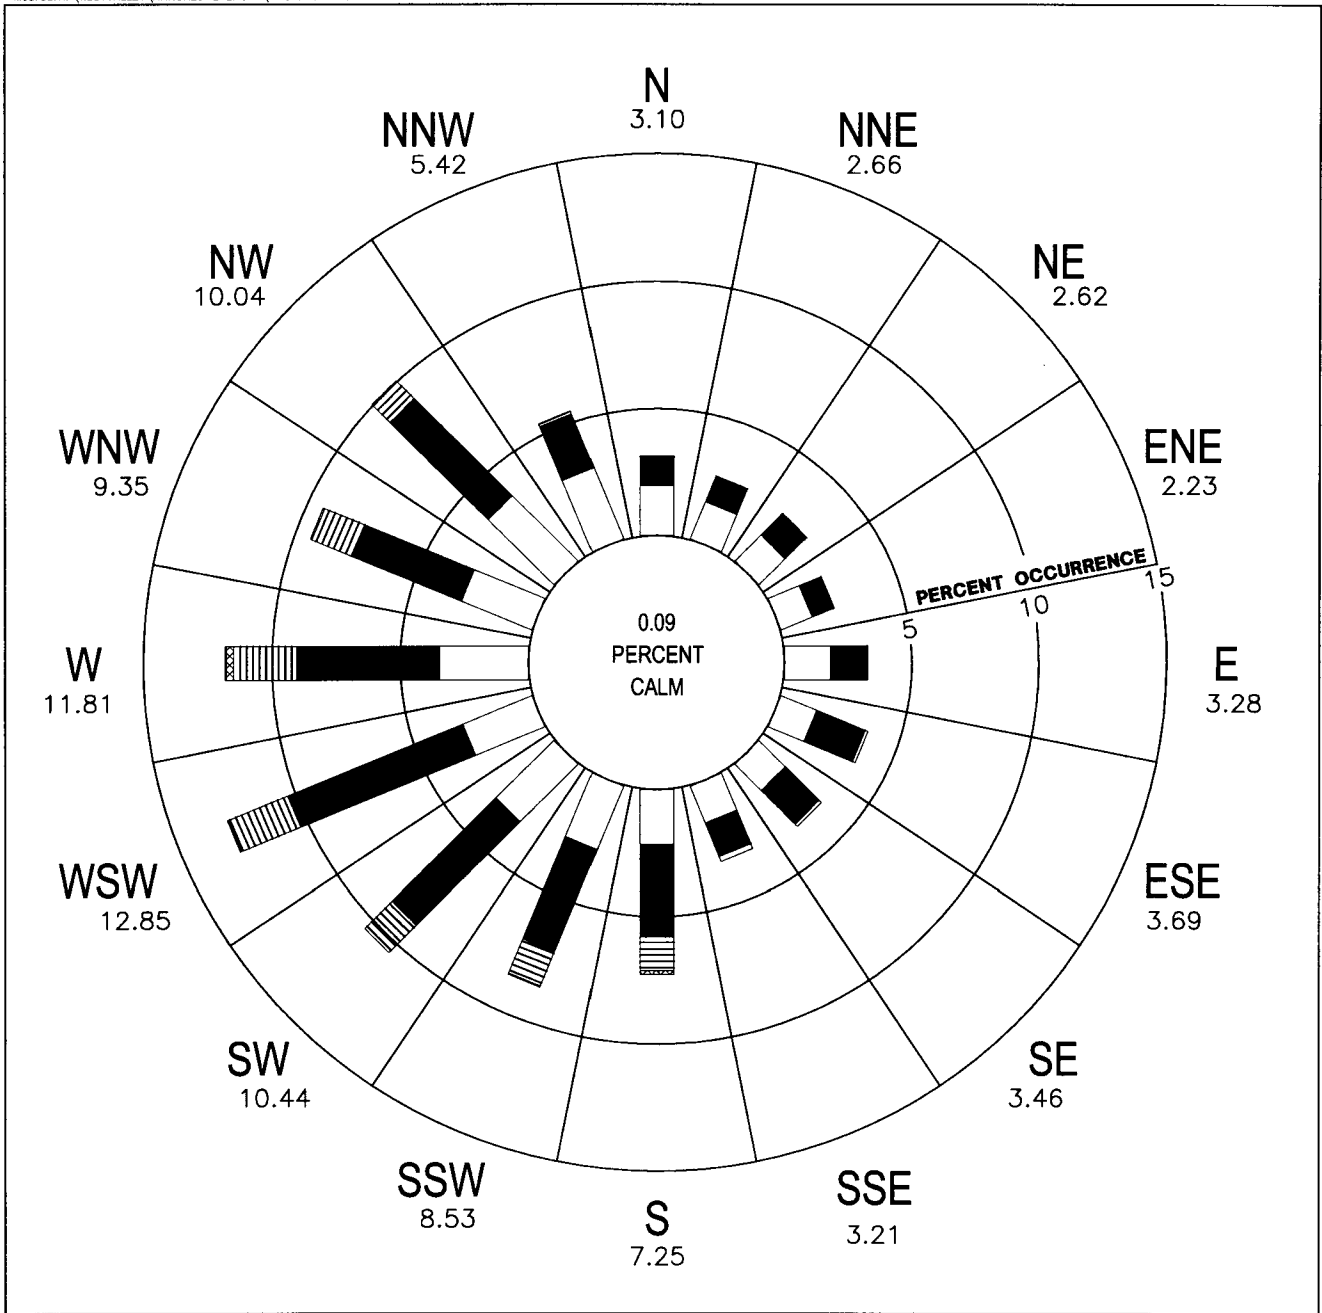 N
3.10
NNW
5.42
NNE
2.66
NW
10.04
NE
2.62
WNW
9.35
ENE
2.23
PERCENT OCCURRENCE
5
10
15
0.09
PERCENT
CALM
W
11.81
E
3.28
WSW
12.85
ESE
3.69
SW
10.44
SE
3.46
SSW
8.53
S
7.25
SSE
3.21